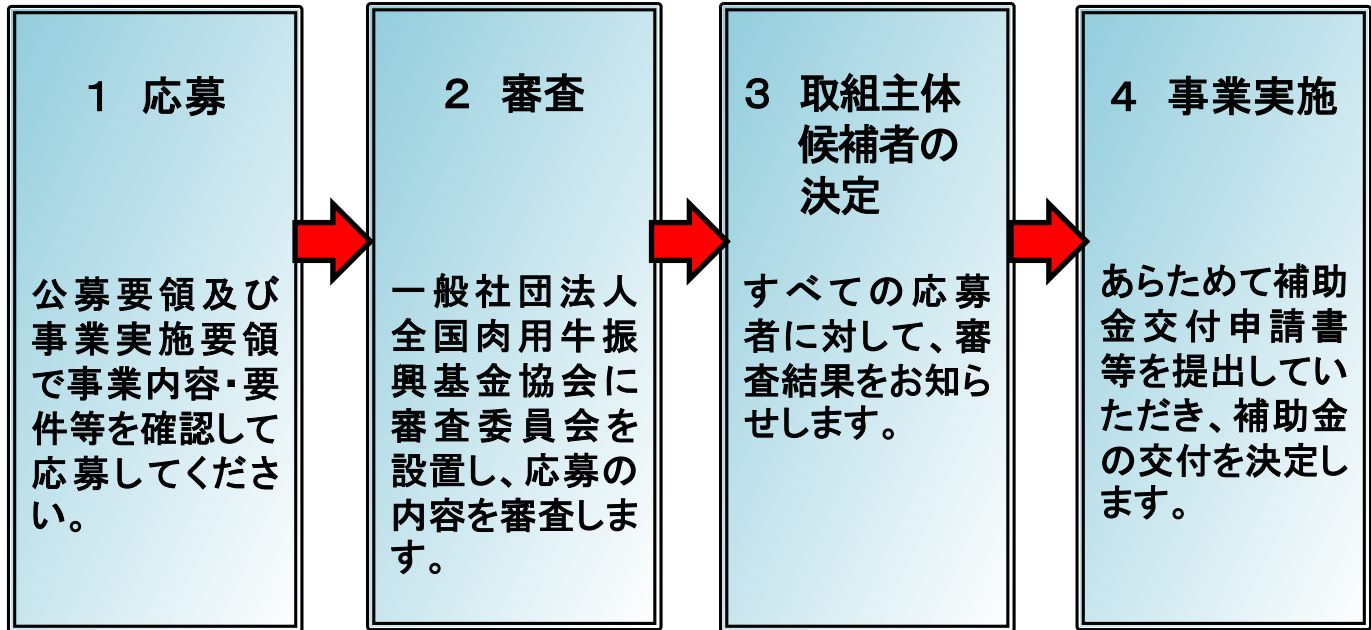 １ 応募
公募要領及び
事業実施要領
で事業内容・要
件等を確認して
応募してくださ
い。
２ 審査
一般社団法人
全国肉用牛振
興基金協会に
審査委員会を
設置し、応募の
内容を審査しま
す。
３ 取組主体
候補者の
決定
すべての応募
者に対して、審
査結果をお知ら
せします。
４ 事業実施
あらためて補助
金交付申請書
等を提出してい
ただき、補助金
の交付を決定し
ます。